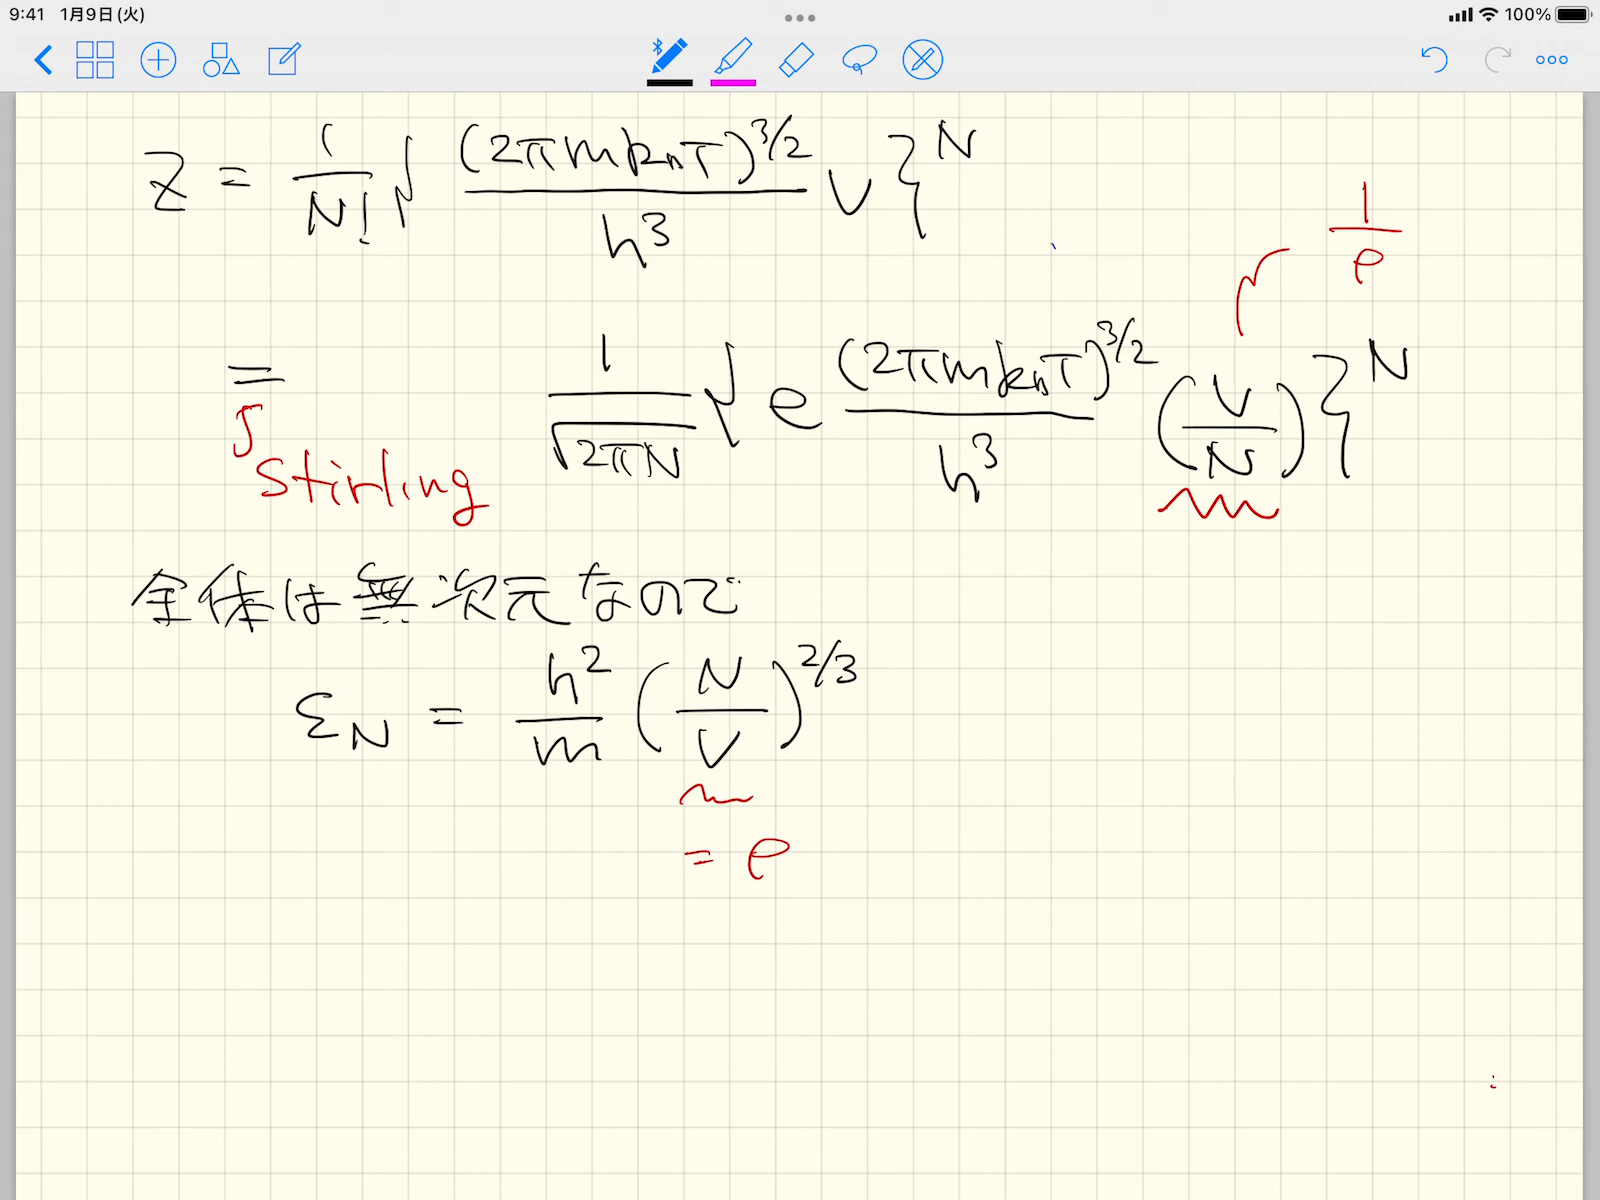 9:41 1月9日(火) 100%
Z = 1/N! { (2πmk_BT)^3/2 / h^3 V }^N
1/ρ
= 1/√2πN { e (2πmk_BT)^3/2 / h^3 (V/N) }^N
Stirling
全体は無次元なので
ε_N = h^2/m (N/V)^2/3
= ρ